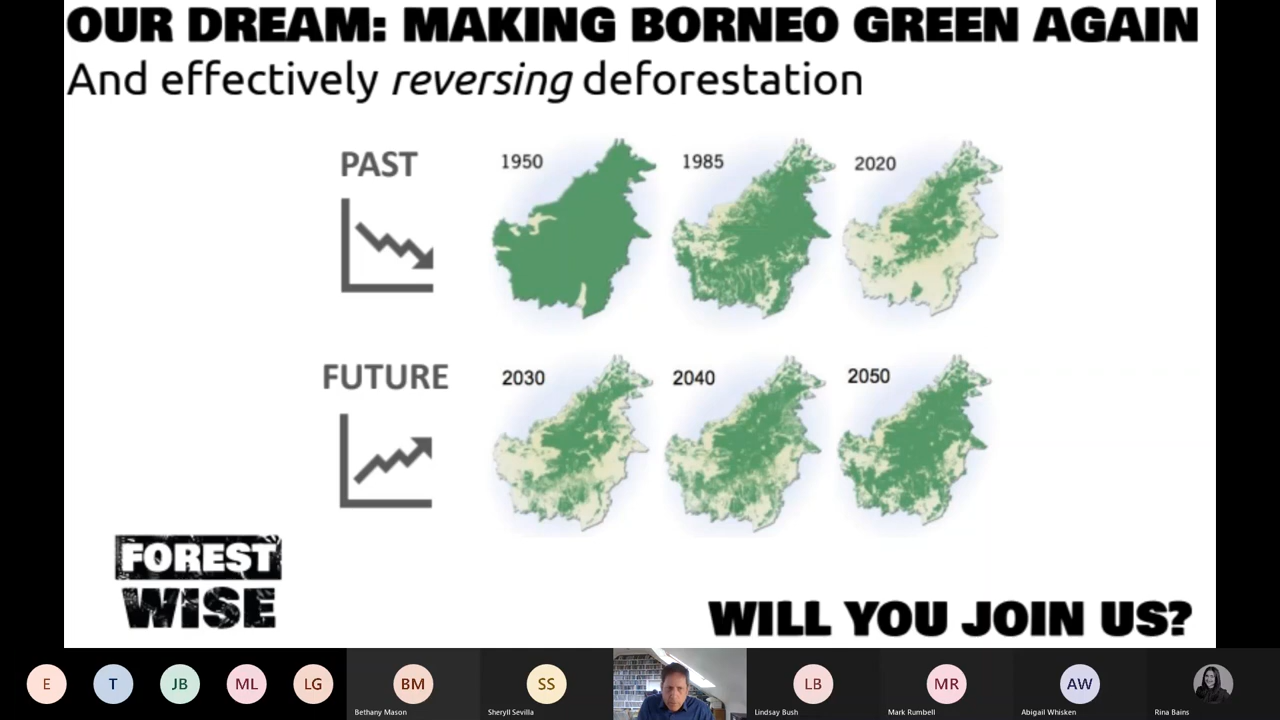 OUR DREAM: MAKING BORNEO GREEN AGAIN
And effectively reversing deforestation
PAST
1950
1985
2020
FUTURE
2030
2040
2050
FOREST
WISE
WILL YOU JOIN US?
E
T
JB
ML
LG
BM
SS
LB
MR
AW
Bethany Mason
Sheryll Sevilla
Lindsay Bush
Mark Rumbell
Abigail Whisken
Rina Bains